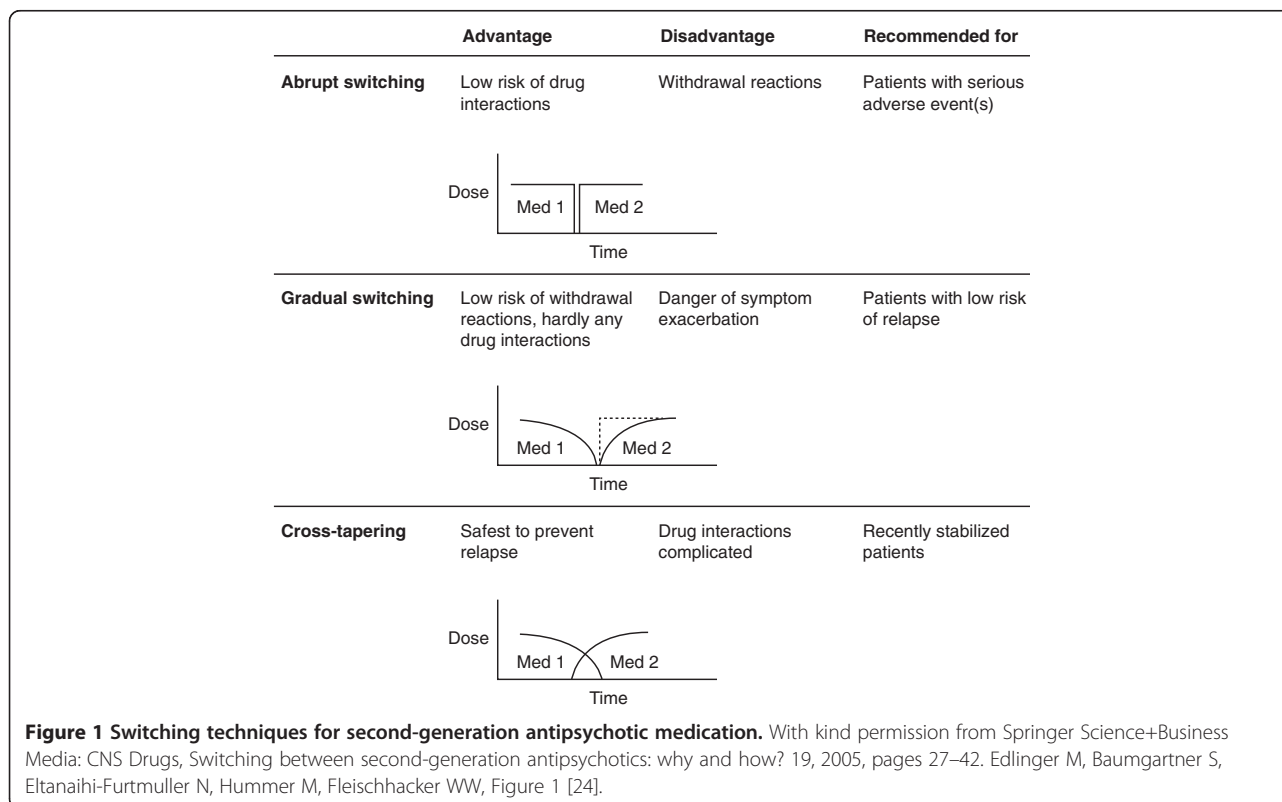 Advantage Disadvantage Recommended for
Abrupt switching Low risk of drug Withdrawal reactions Patients with serious
interactions adverse event(s)
Dose
Med 1 Med 2
Time
Gradual switching Low risk of withdrawal Danger of symptom Patients with low risk
reactions, hardly any exacerbation of relapse
drug interactions
Dose
Med 1 Med 2
Time
Cross-tapering Safest to prevent Drug interactions Recently stabilized
relapse complicated patients
Dose
Med 1 Med 2
Time
Figure 1 Switching techniques for second-generation antipsychotic medication. With kind permission from Springer Science+Business
Media: CNS Drugs, Switching between second-generation antipsychotics: why and how? 19, 2005, pages 27–42. Edlinger M, Baumgartner S,
Eltanaihi-Furtmuller N, Hummer M, Fleischhacker WW, Figure 1 [24].